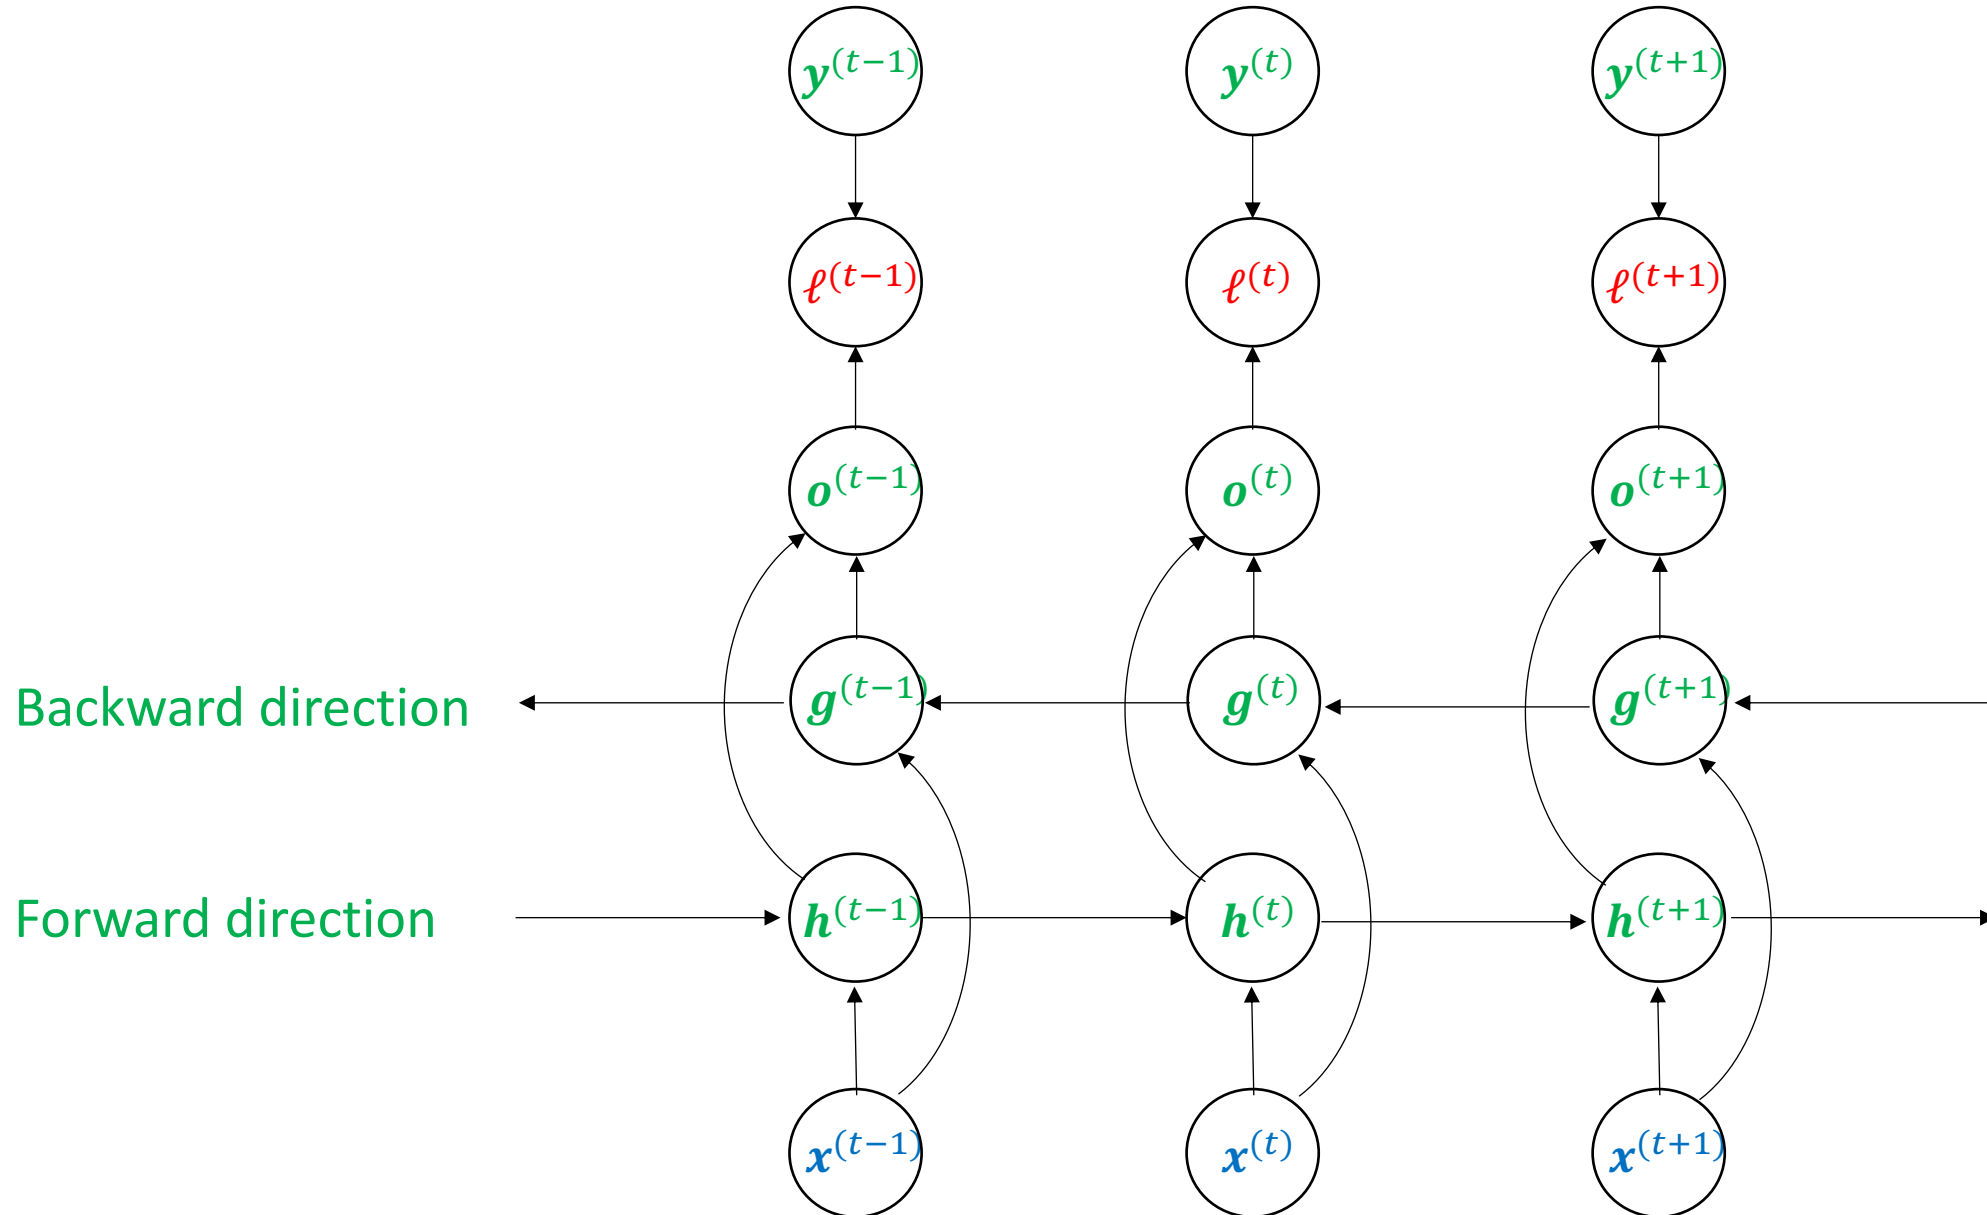 y^(t−1) y^(t) y^(t+1)
ℓ^(t−1) ℓ^(t) ℓ^(t+1)
o^(t−1) o^(t) o^(t+1)
Backward direction g^(t−1) g^(t) g^(t+1)
Forward direction h^(t−1) h^(t) h^(t+1)
x^(t−1) x^(t) x^(t+1)